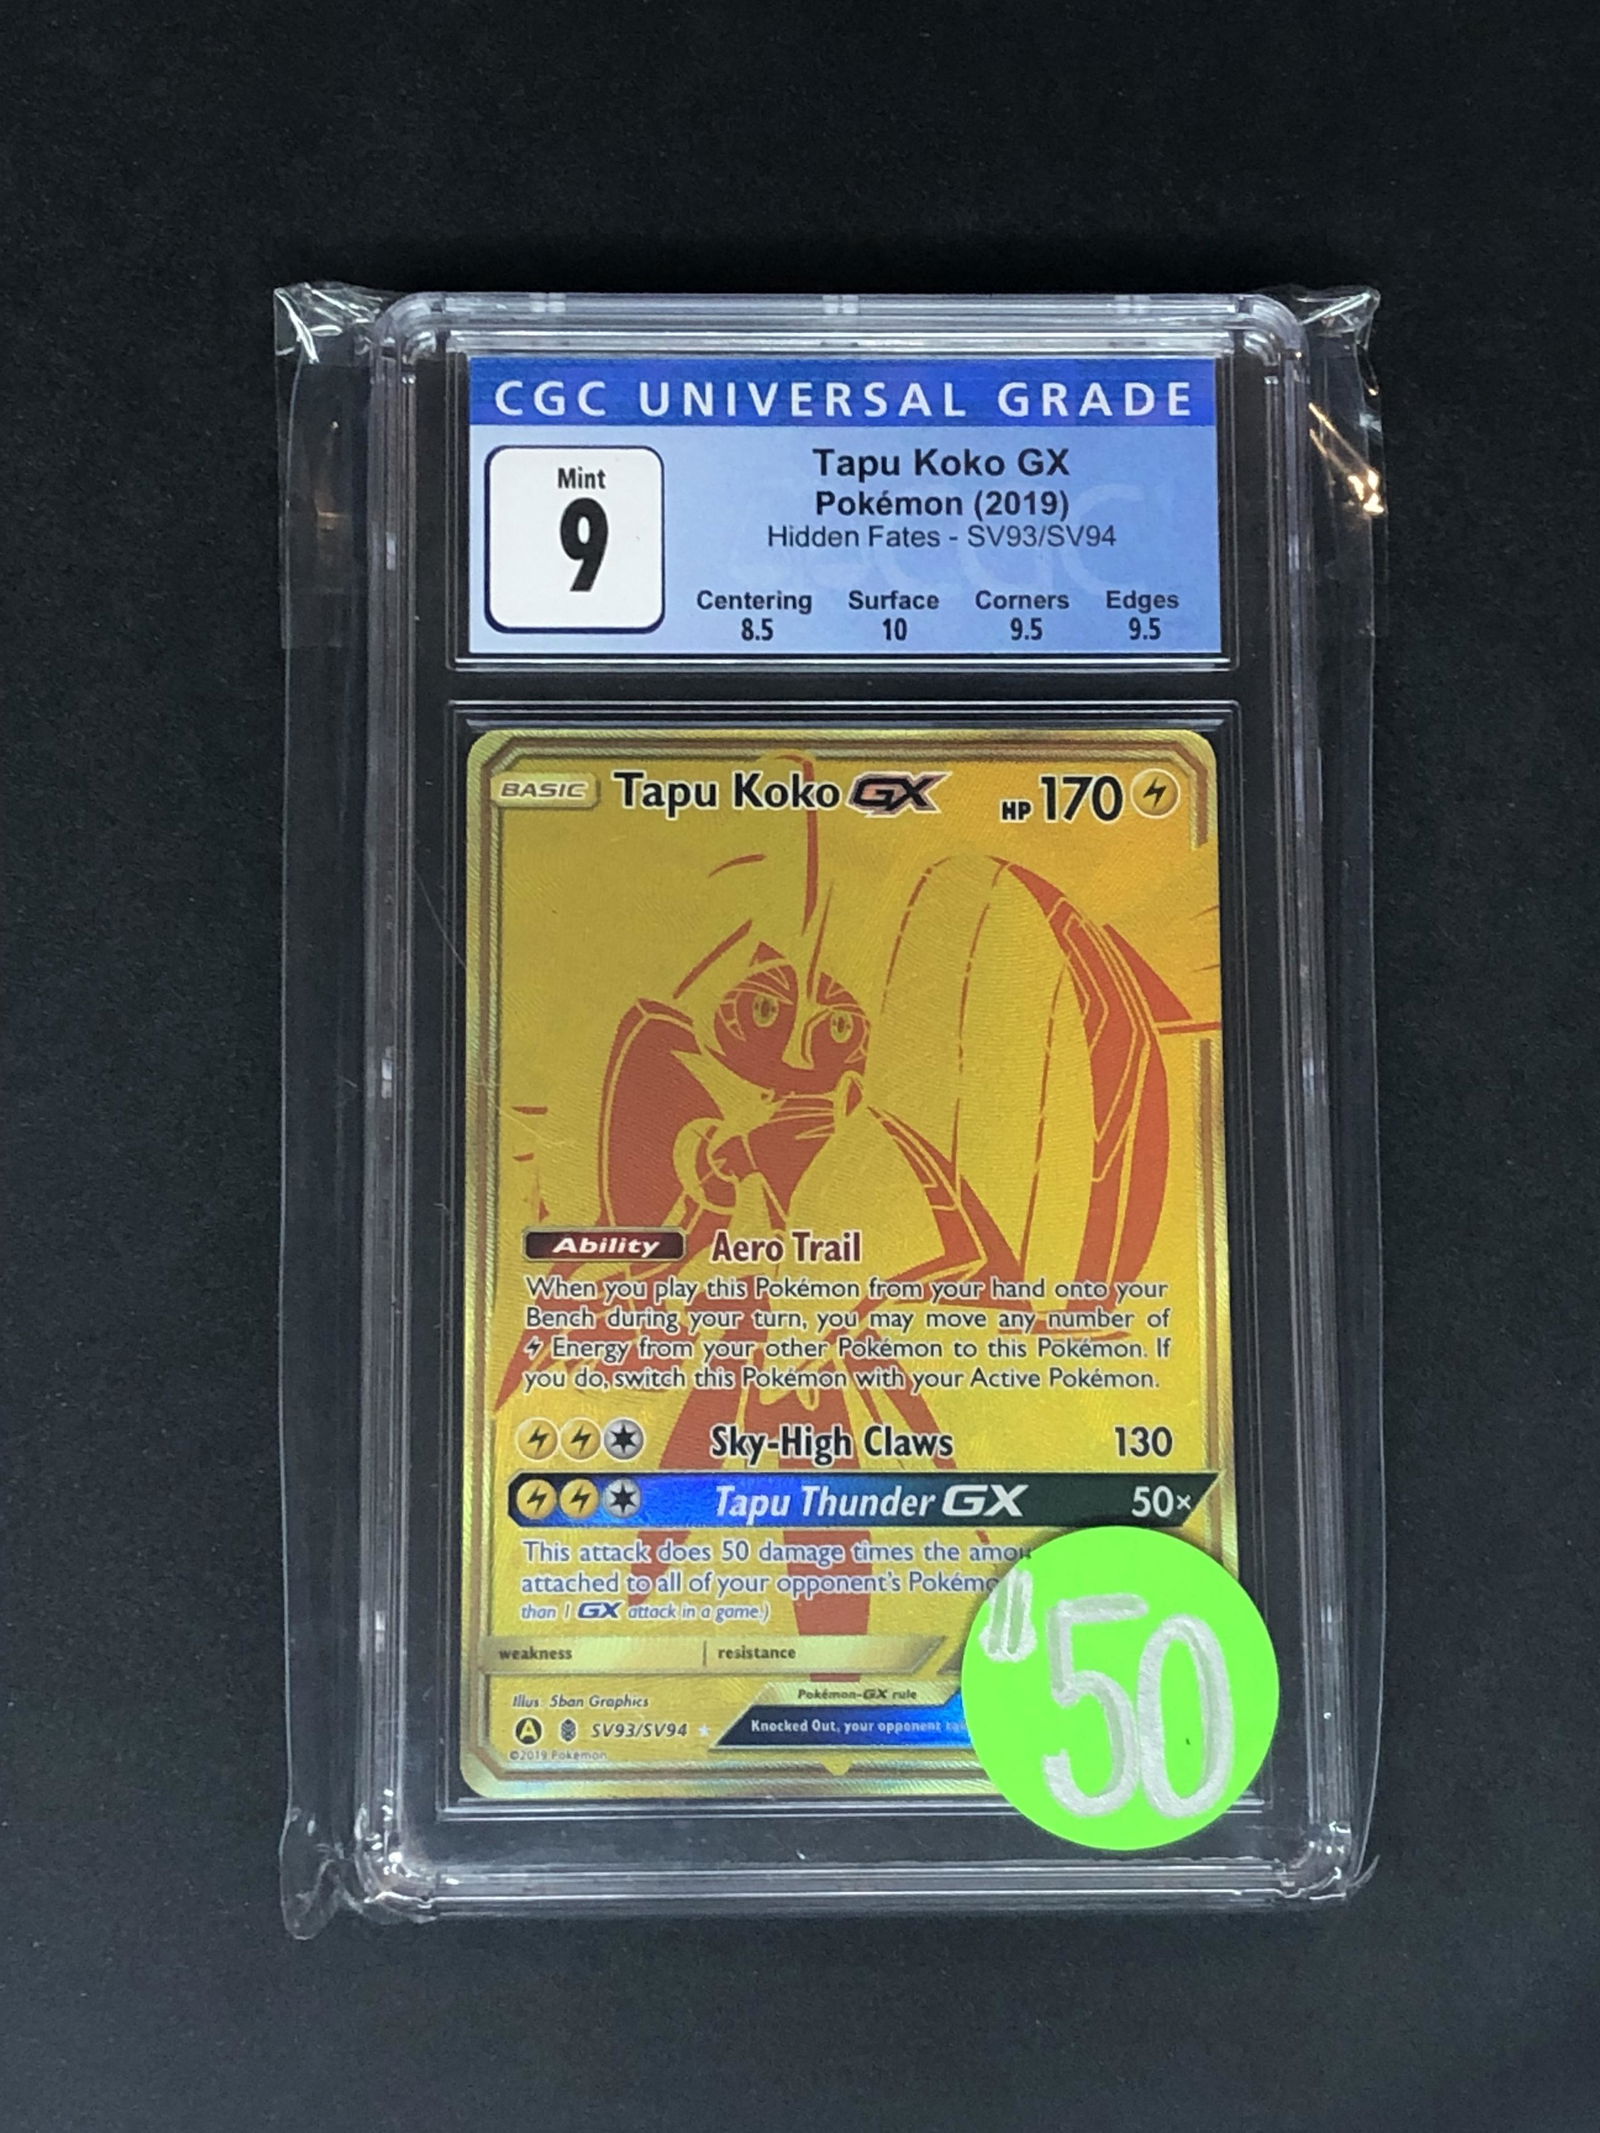 CGC UNIVERSAL GRADE
Mint
9
Tapu Koko GX
Pokémon (2019)
Hidden Fates - SV93/SV94
Centering Surface Corners Edges
8.5 10 9.5 9.5
BASIC Tapu Koko GX HP 170
Ability Aero Trail
When you play this Pokémon from your hand onto your
Bench during your turn, you may move any number of
Energy from your other Pokémon to this Pokémon. If
you do, switch this Pokémon with your Active Pokémon.
Sky-High Claws 130
Tapu Thunder GX 50×
This attack does 50 damage times the
attached to all of your opponent's
than 1 GX attack in a game.)
weakness resistance
Illus. 5ban Graphics
Pokémon-GX rule
A SV93/SV94
Knocked Out, your opponent
©2019 Pokémon
"50